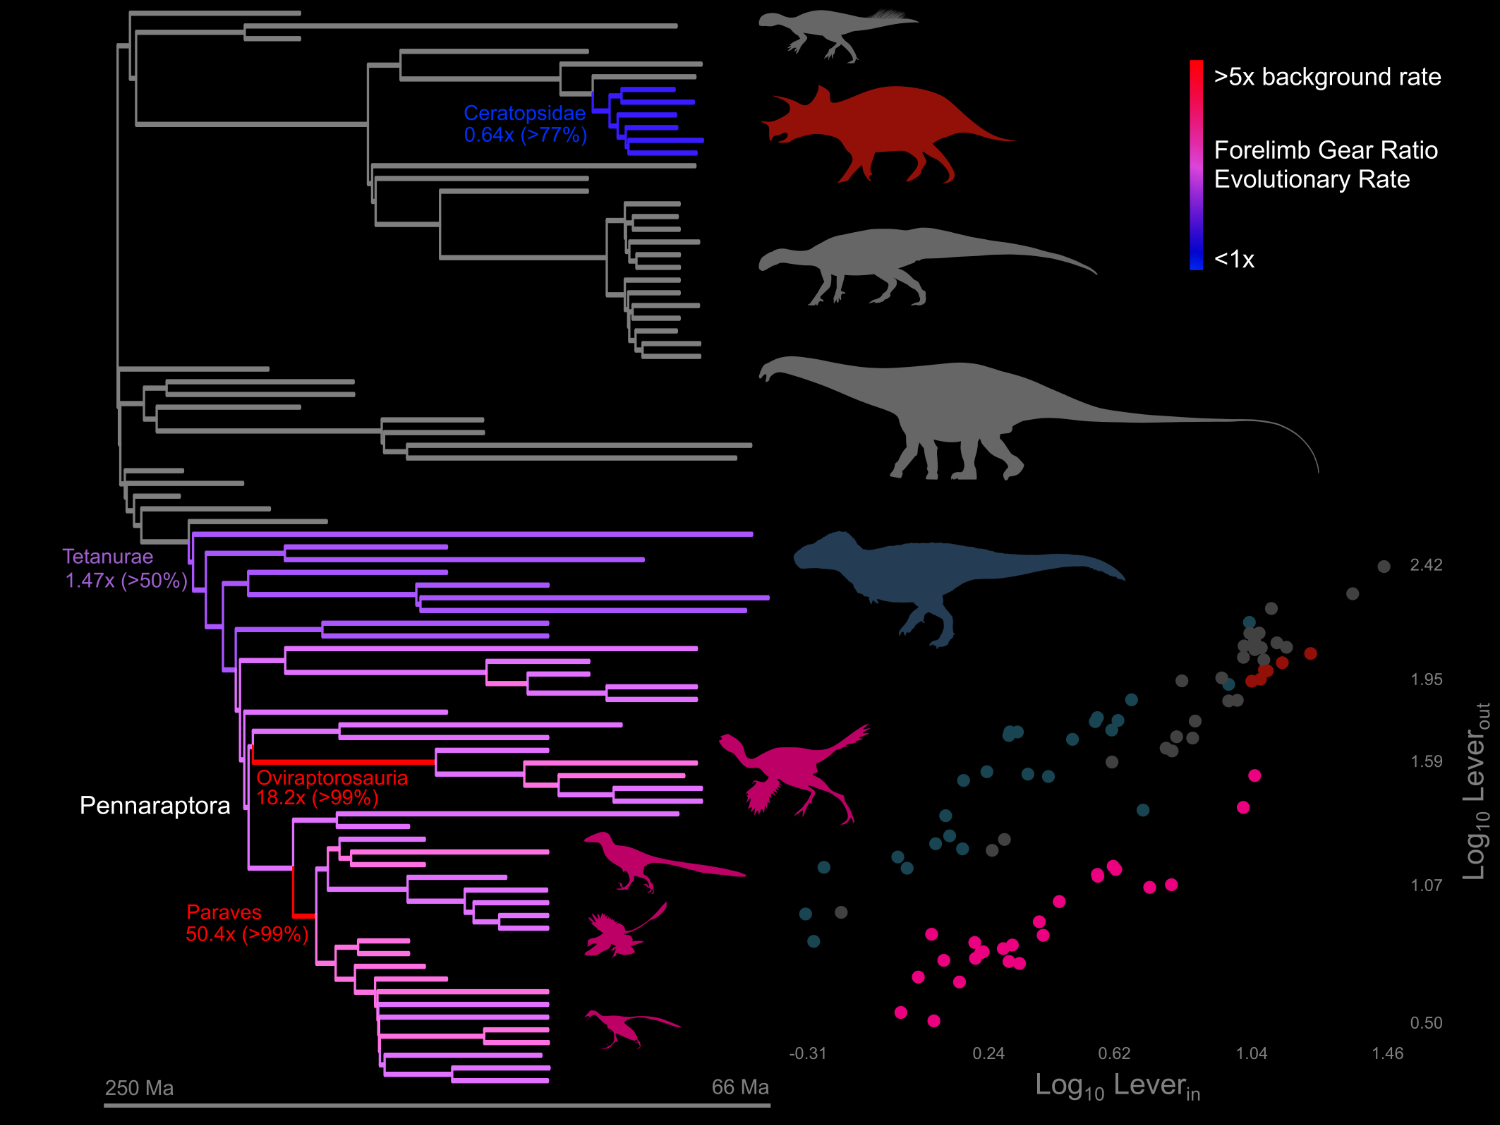 >5x background rate
Forelimb Gear Ratio
Evolutionary Rate
<1x
Ceratopsidae
0.64x (>77%)
Tetanurae
1.47x (>50%)
Oviraptorosauria
18.2x (>99%)
Pennaraptora
Paraves
50.4x (>99%)
250 Ma
66 Ma
2.42
1.95
1.59
1.07
0.50
Log10 Leverout
-0.31
0.24
0.62
1.04
1.46
Log10 Leverin